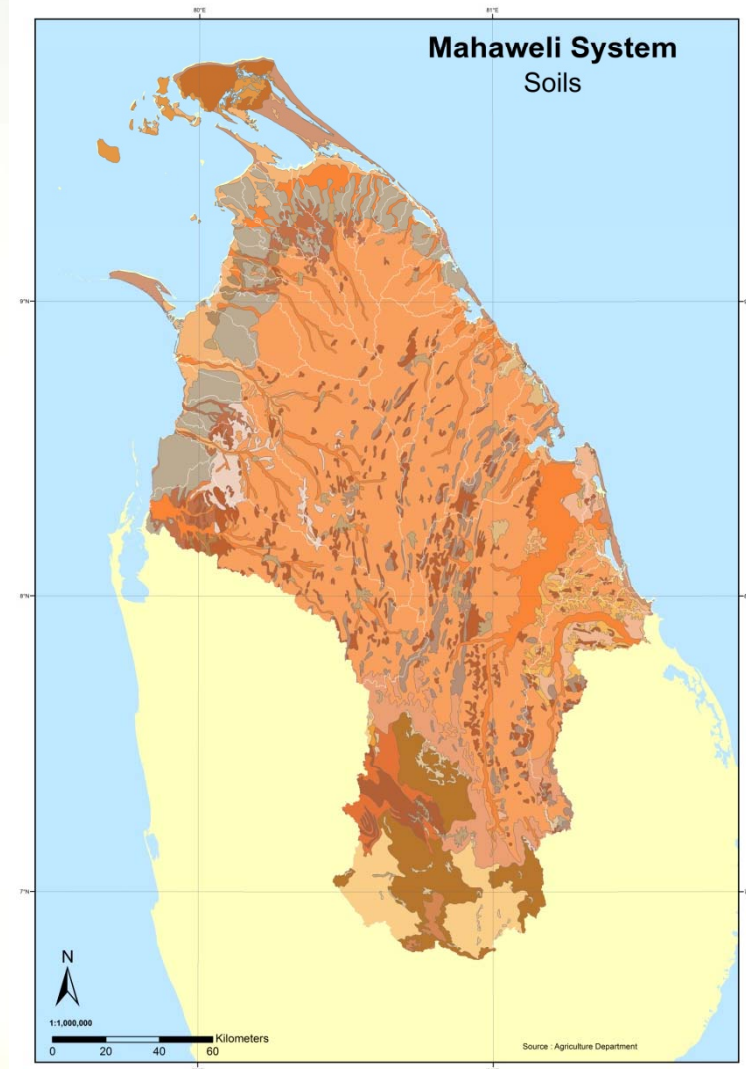 80°E
81°E
Mahaweli System
Soils
9°N
8°N
7°N
N
1:1,000,000
Kilometers
0 20 40 60
Source : Agriculture Department